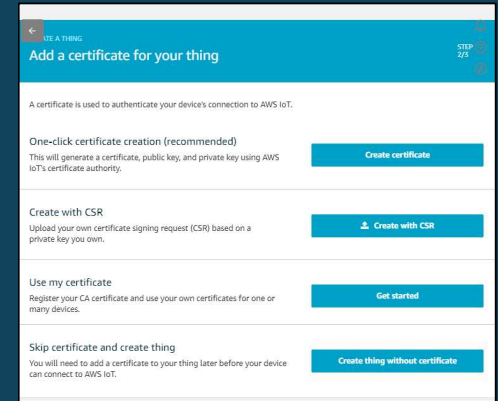 ATE A THING
Add a certificate for your thing
STEP
2/3
A certificate is used to authenticate your device's connection to AWS IoT.
One-click certificate creation (recommended)
This will generate a certificate, public key, and private key using AWS
IoT's certificate authority.
Create certificate
Create with CSR
Upload your own certificate signing request (CSR) based on a
private key you own.
Create with CSR
Use my certificate
Register your CA certificate and use your own certificates for one or
many devices.
Get started
Skip certificate and create thing
You will need to add a certificate to your thing later before your device
can connect to AWS IoT.
Create thing without certificate